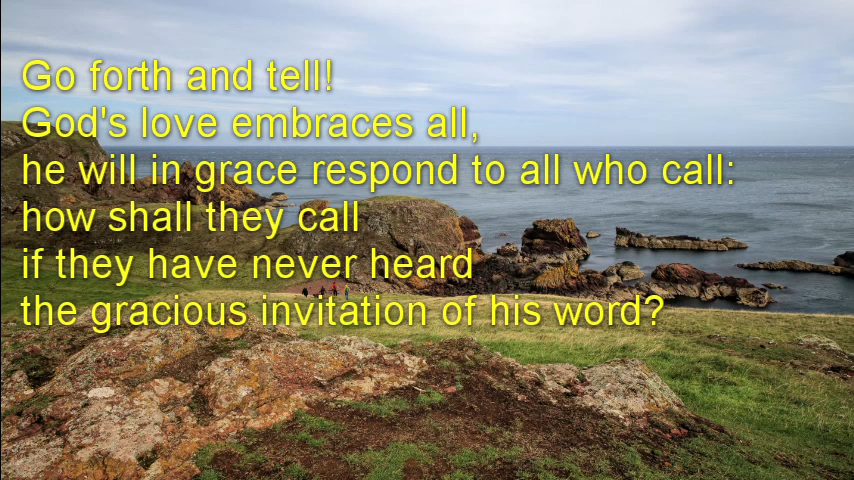 Go forth and tell!
God's love embraces all,
he will in grace respond to all who call:
how shall they call
if they have never heard
the gracious invitation of his word?